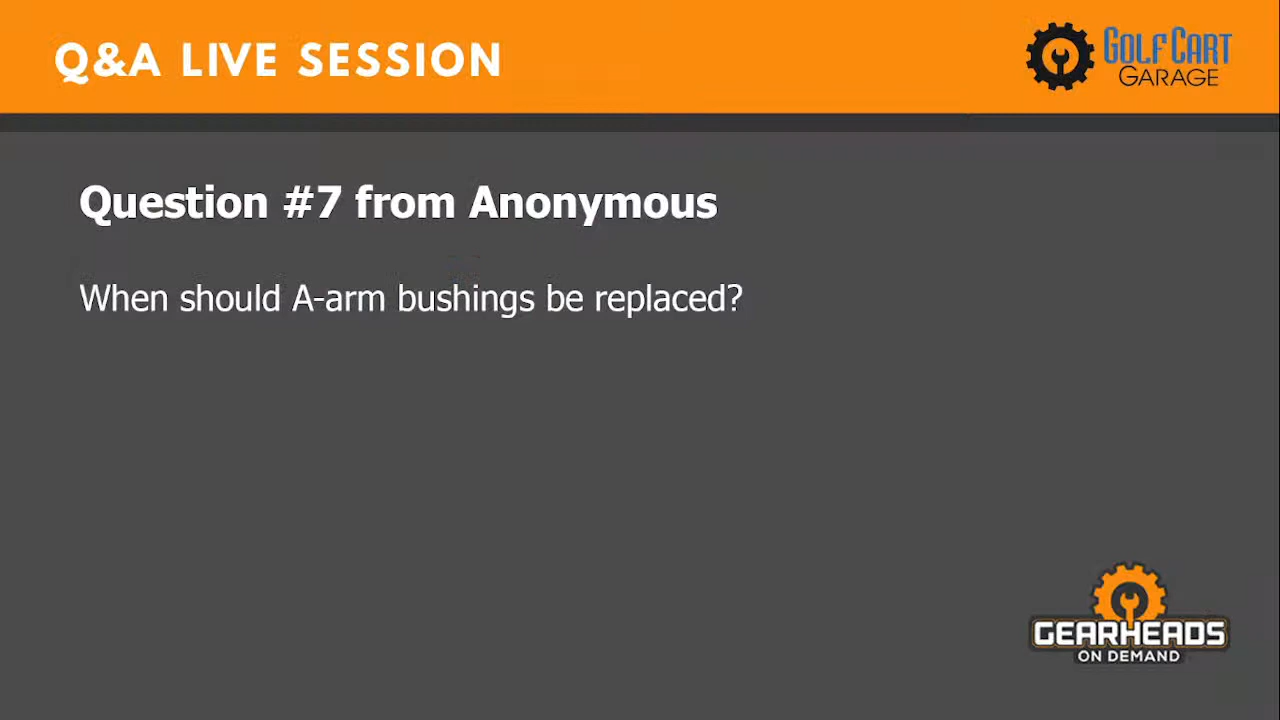 Q&A LIVE SESSION
GOLF CART
GARAGE
Question #7 from Anonymous
When should A-arm bushings be replaced?
GEARHEADS
ON DEMAND